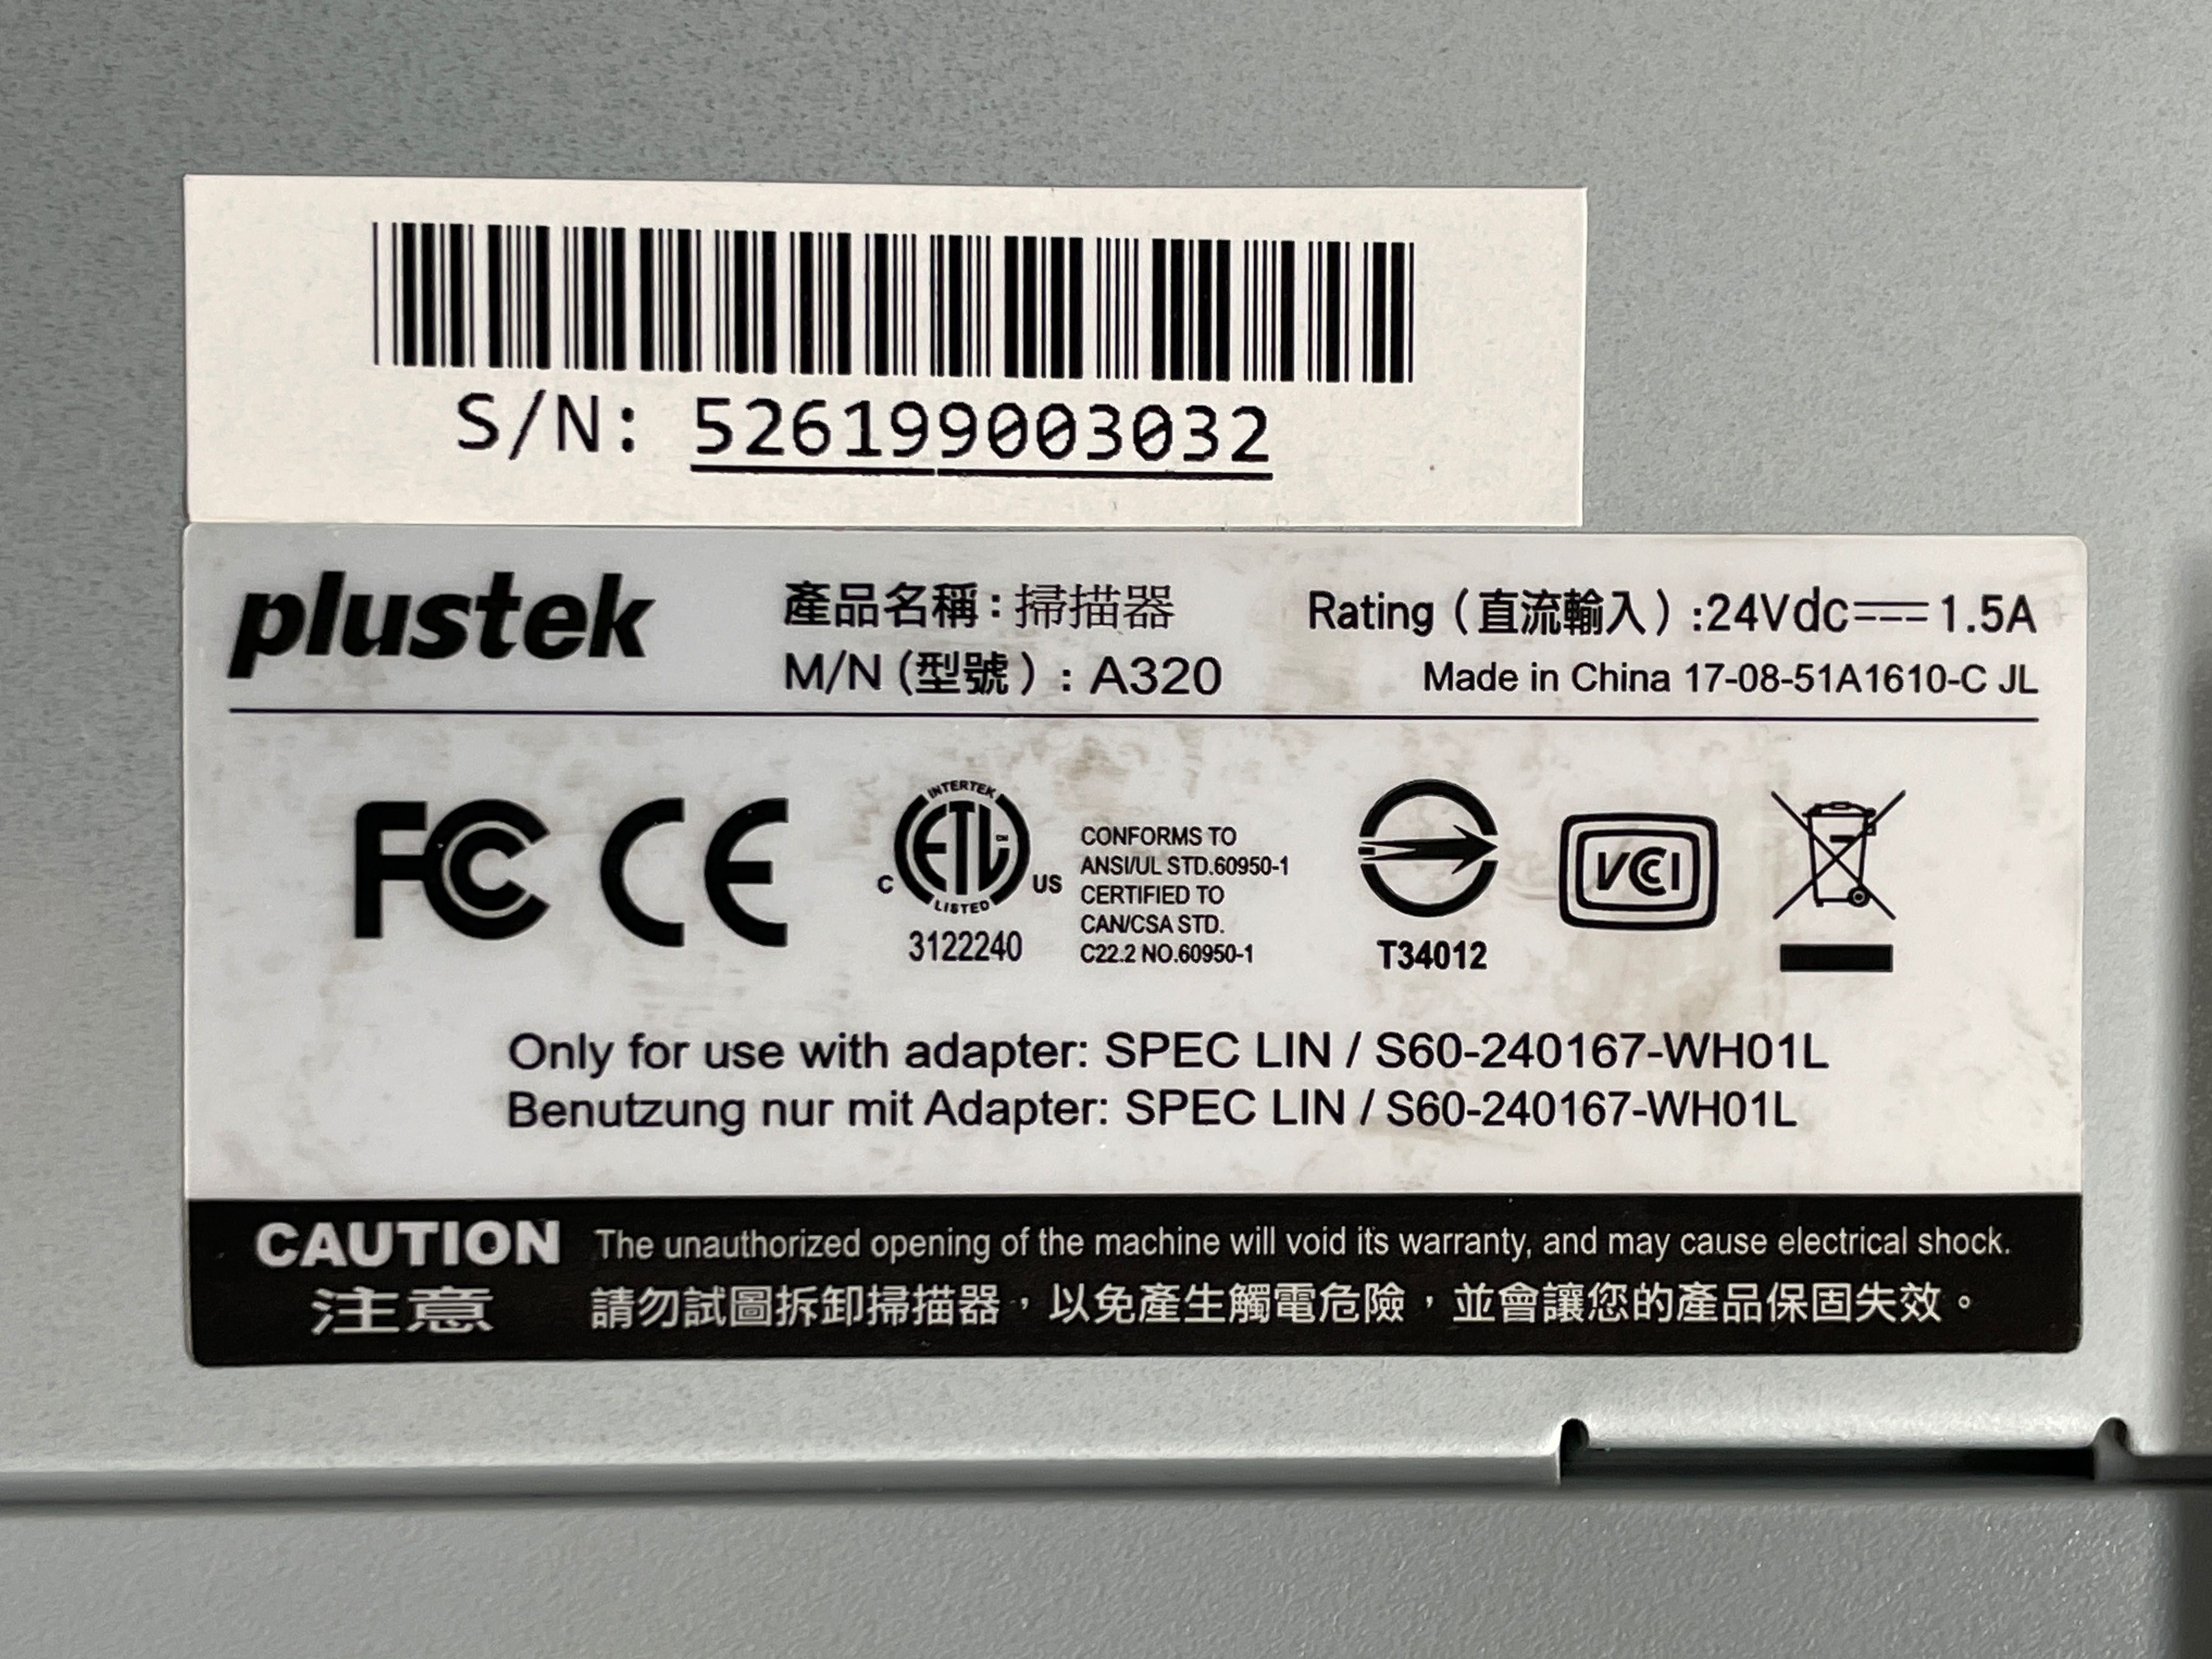 S/N: 526199003032
plustek
產品名稱：掃描器
M/N（型號）: A320
Rating（直流輸入）:24Vdc⎓1.5A
Made in China 17-08-51A1610-C JL
FC CE
INTERTEK
ETL CM
C US
LISTED
3122240
CONFORMS TO
ANSI/UL STD.60950-1
CERTIFIED TO
CAN/CSA STD.
C22.2 NO.60950-1
T34012
VCCI
Only for use with adapter: SPEC LIN / S60-240167-WH01L
Benutzung nur mit Adapter: SPEC LIN / S60-240167-WH01L
CAUTION The unauthorized opening of the machine will void its warranty, and may cause electrical shock.
注意 請勿試圖拆卸掃描器，以免產生觸電危險，並會讓您的產品保固失效。